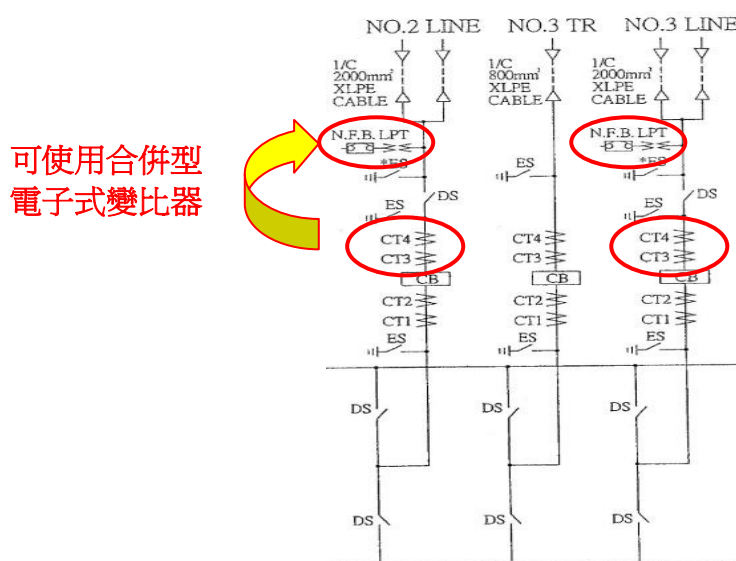 NO.2 LINE
NO.3 TR
NO.3 LINE
1/C
2000mm²
XLPE
CABLE
1/C
800mm²
XLPE
CABLE
1/C
2000mm²
XLPE
CABLE
可使用合併型
電子式變比器
N.F.B. LPT
*ES
DS
ES
CT4
CT3
CB
CT2
CT1
ES
DS
DS
ES
CT4
CT3
CB
CT2
CT1
ES
DS
DS
N.F.B. LPT
*ES
DS
ES
CT4
CT3
CB
CT2
CT1
ES
DS
DS